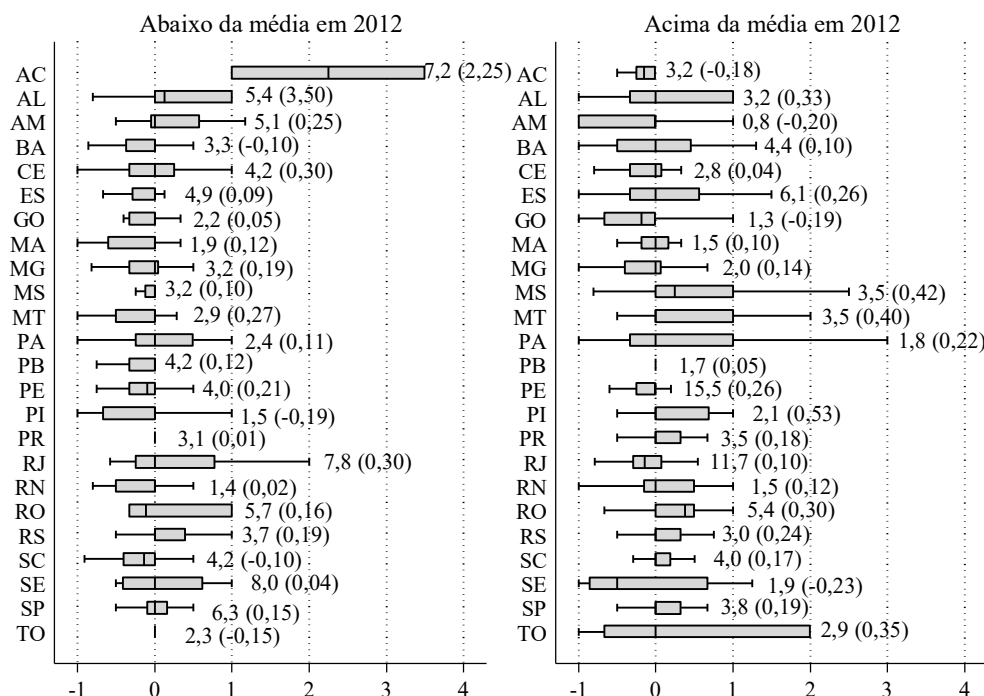 Abaixo da média em 2012
AC 7,2 (2,25)
AL 5,4 (3,50)
AM 5,1 (0,25)
BA 3,3 (-0,10)
CE 4,2 (0,30)
ES 4,9 (0,09)
GO 2,2 (0,05)
MA 1,9 (0,12)
MG 3,2 (0,19)
MS 3,2 (0,10)
MT 2,9 (0,27)
PA 2,4 (0,11)
PB 4,2 (0,12)
PE 4,0 (0,21)
PI 1,5 (-0,19)
PR 3,1 (0,01)
RJ 7,8 (0,30)
RN 1,4 (0,02)
RO 5,7 (0,16)
RS 3,7 (0,19)
SC 4,2 (-0,10)
SE 8,0 (0,04)
SP 6,3 (0,15)
TO 2,3 (-0,15)
-1 0 1 2 3 4
Acima da média em 2012
AC 3,2 (-0,18)
AL 3,2 (0,33)
AM 0,8 (-0,20)
BA 4,4 (0,10)
CE 2,8 (0,04)
ES 6,1 (0,26)
GO 1,3 (-0,19)
MA 1,5 (0,10)
MG 2,0 (0,14)
MS 3,5 (0,42)
MT 3,5 (0,40)
PA 1,8 (0,22)
PB 1,7 (0,05)
PE 15,5 (0,26)
PI 2,1 (0,53)
PR 3,5 (0,18)
RJ 11,7 (0,10)
RN 1,5 (0,12)
RO 5,4 (0,30)
RS 3,0 (0,24)
SC 4,0 (0,17)
SE 1,9 (-0,23)
SP 3,8 (0,19)
TO 2,9 (0,35)
-1 0 1 2 3 4